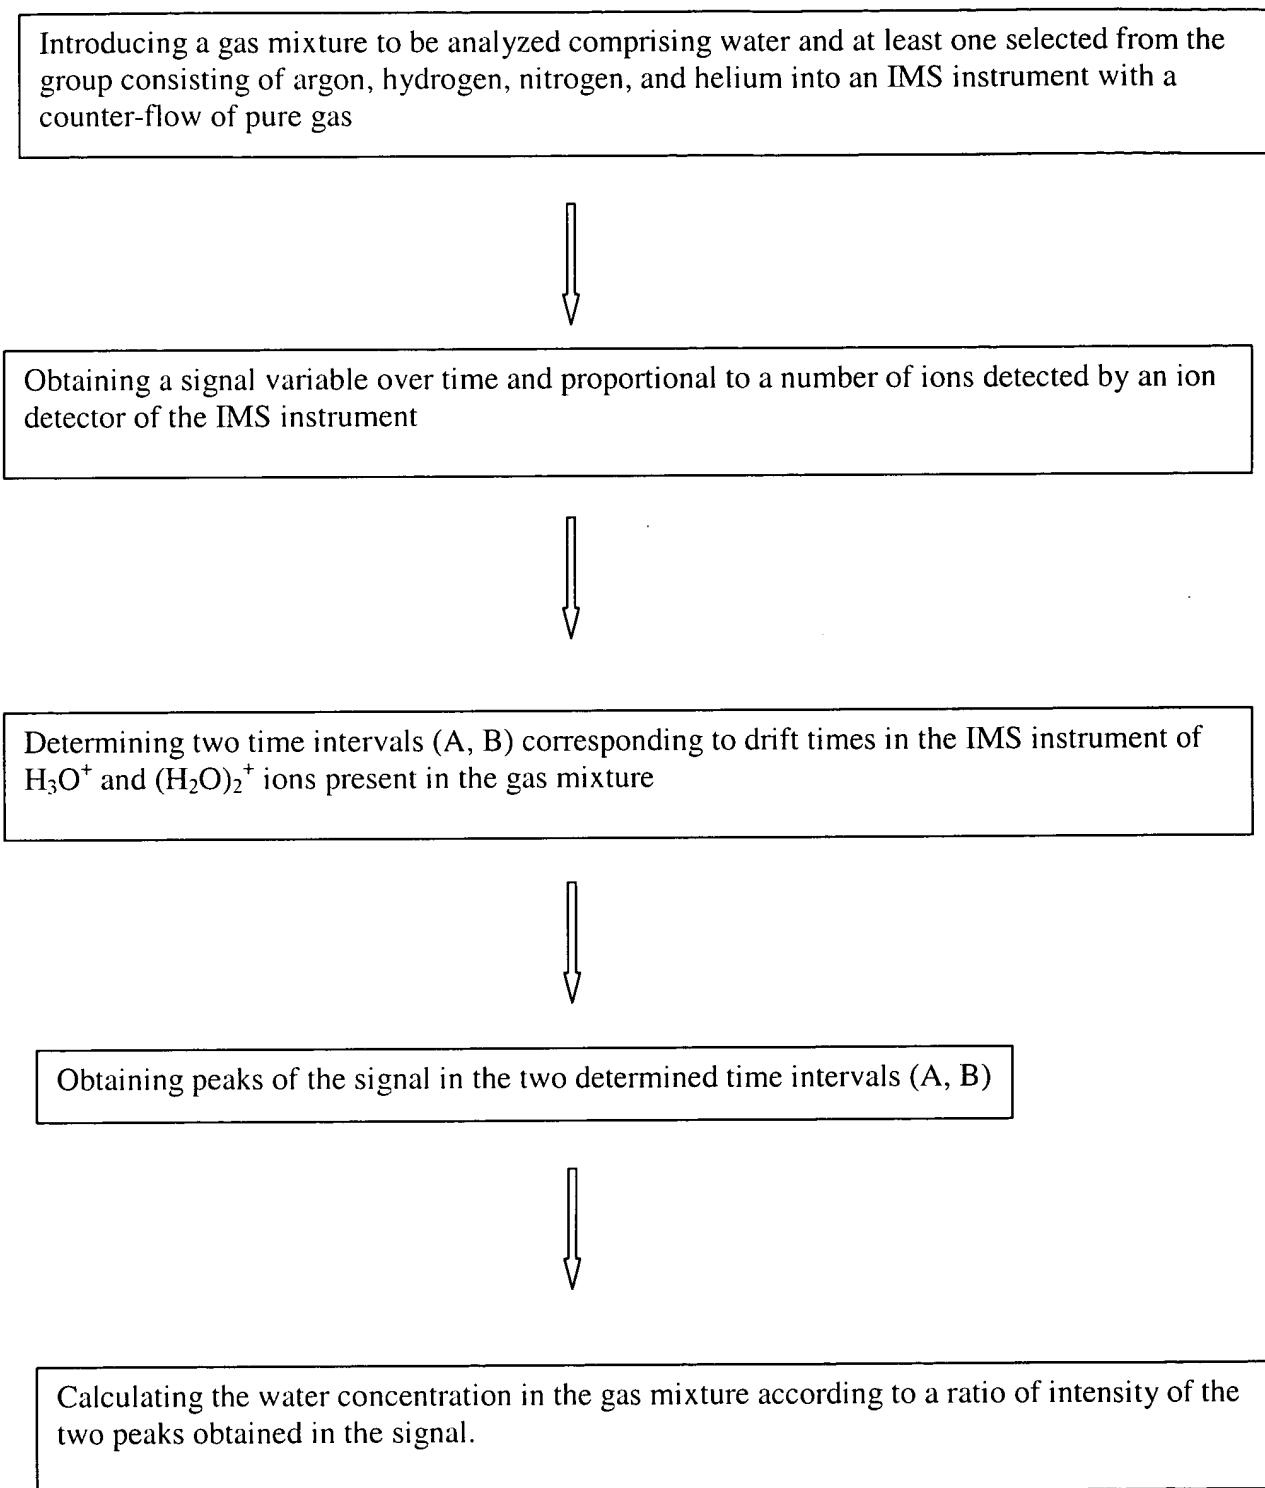 Introducing a gas mixture to be analyzed comprising water and at least one selected from the
group consisting of argon, hydrogen, nitrogen, and helium into an IMS instrument with a
counter-flow of pure gas
Obtaining a signal variable over time and proportional to a number of ions detected by an ion
detector of the IMS instrument
Determining two time intervals (A, B) corresponding to drift times in the IMS instrument of
H₃O⁺ and (H₂O)₂⁺ ions present in the gas mixture
Obtaining peaks of the signal in the two determined time intervals (A, B)
Calculating the water concentration in the gas mixture according to a ratio of intensity of the
two peaks obtained in the signal.